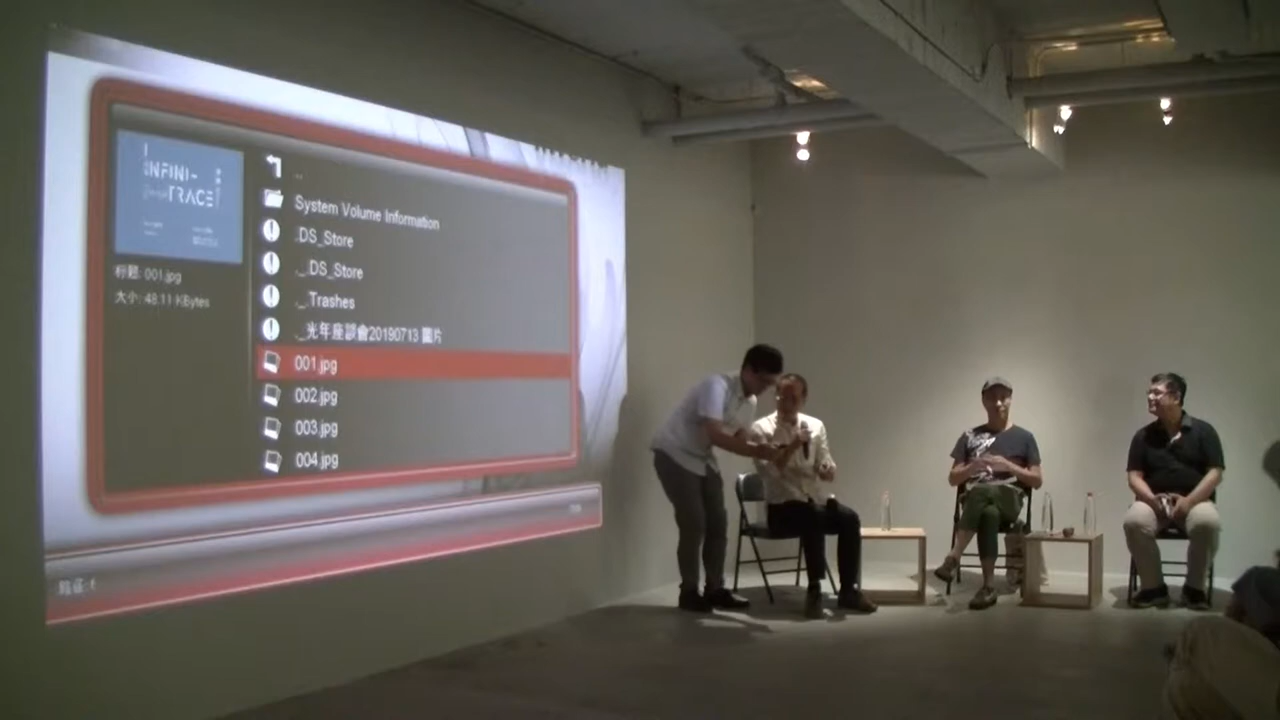 INFINI-
TRACE
标题: 001.jpg
大小: 48.11 KBytes
..
System Volume Information
.DS_Store
._.DS_Store
._.Trashes
._光年座談會20190713 圖片
001.jpg
002.jpg
003.jpg
004.jpg